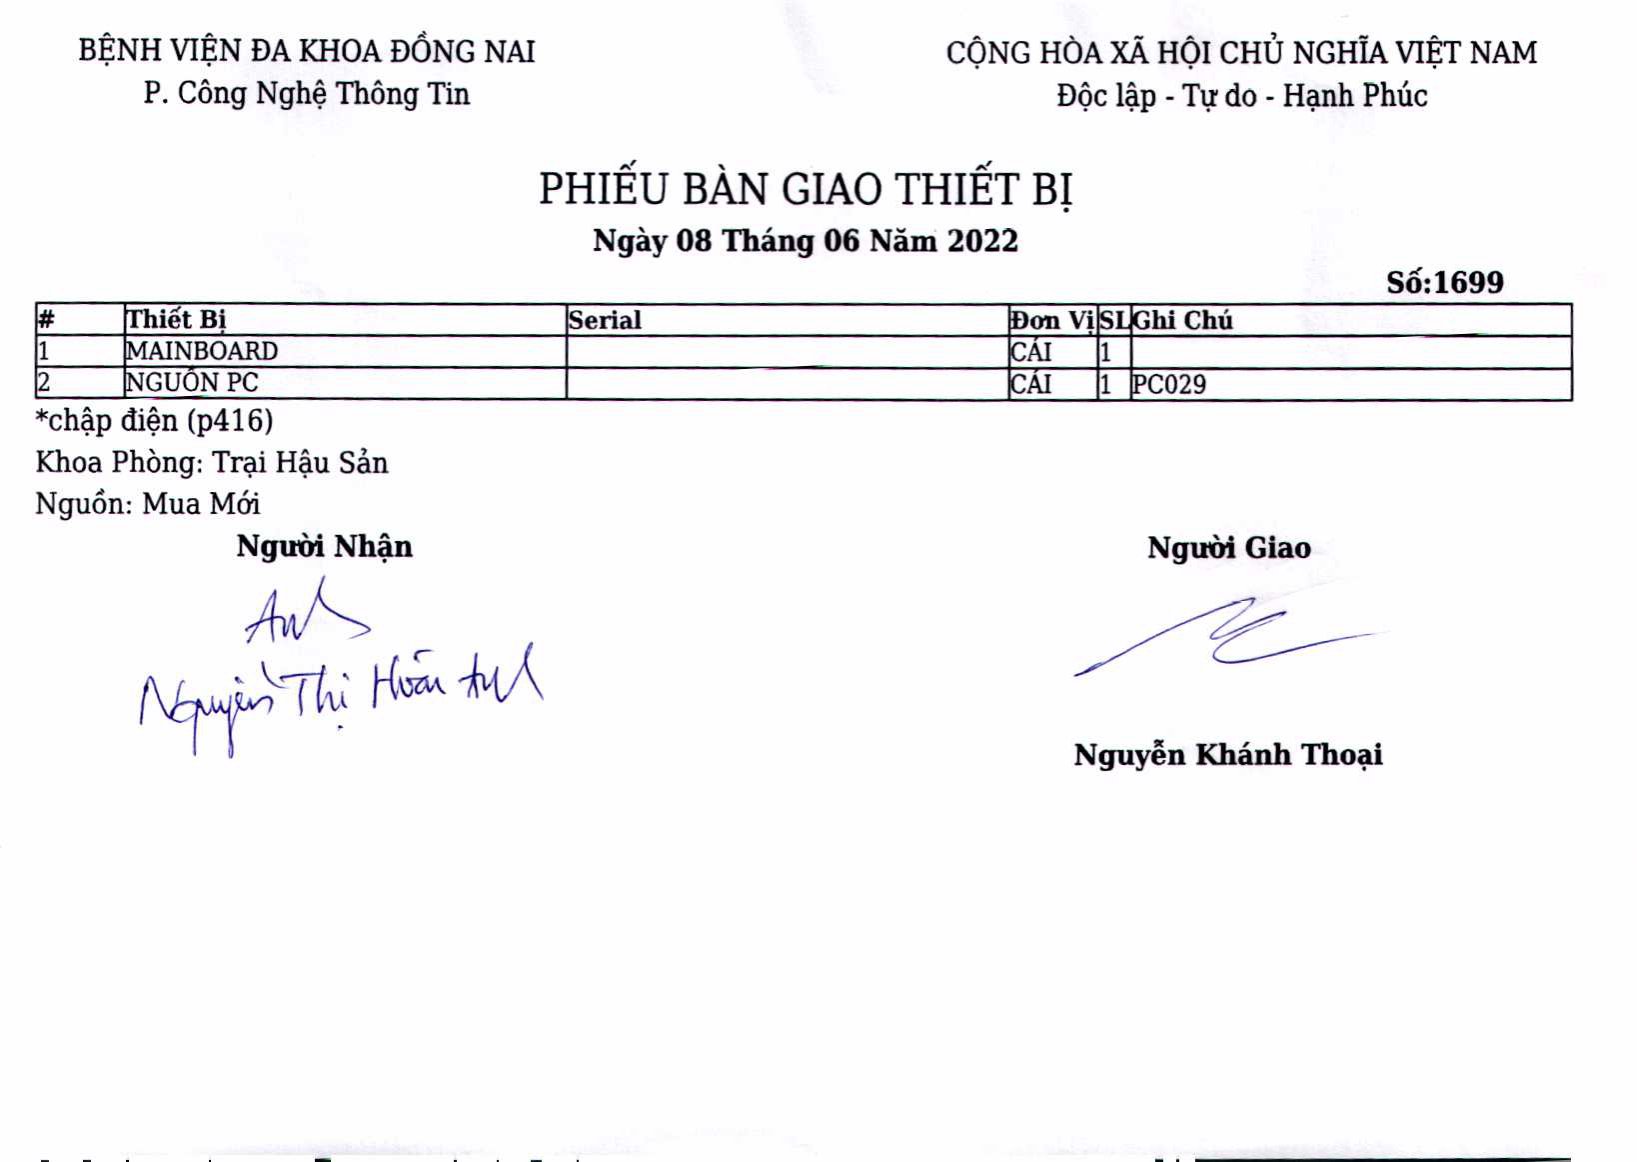 BỆNH VIỆN ĐA KHOA ĐỒNG NAI
P. Công Nghệ Thông Tin
CỘNG HÒA XÃ HỘI CHỦ NGHĨA VIỆT NAM
Độc lập - Tự do - Hạnh Phúc
PHIẾU BÀN GIAO THIẾT BỊ
Ngày 08 Tháng 06 Năm 2022
Số:1699
# Thiết Bị Serial Đơn Vị SL Ghi Chú
1 MAINBOARD CÁI 1
2 NGUỒN PC CÁI 1 PC029
*chập điện (p416)
Khoa Phòng: Trại Hậu Sản
Nguồn: Mua Mới
Người Nhận
Người Giao
Anh
Nguyễn Thị Hoài Anh
Nguyễn Khánh Thoại